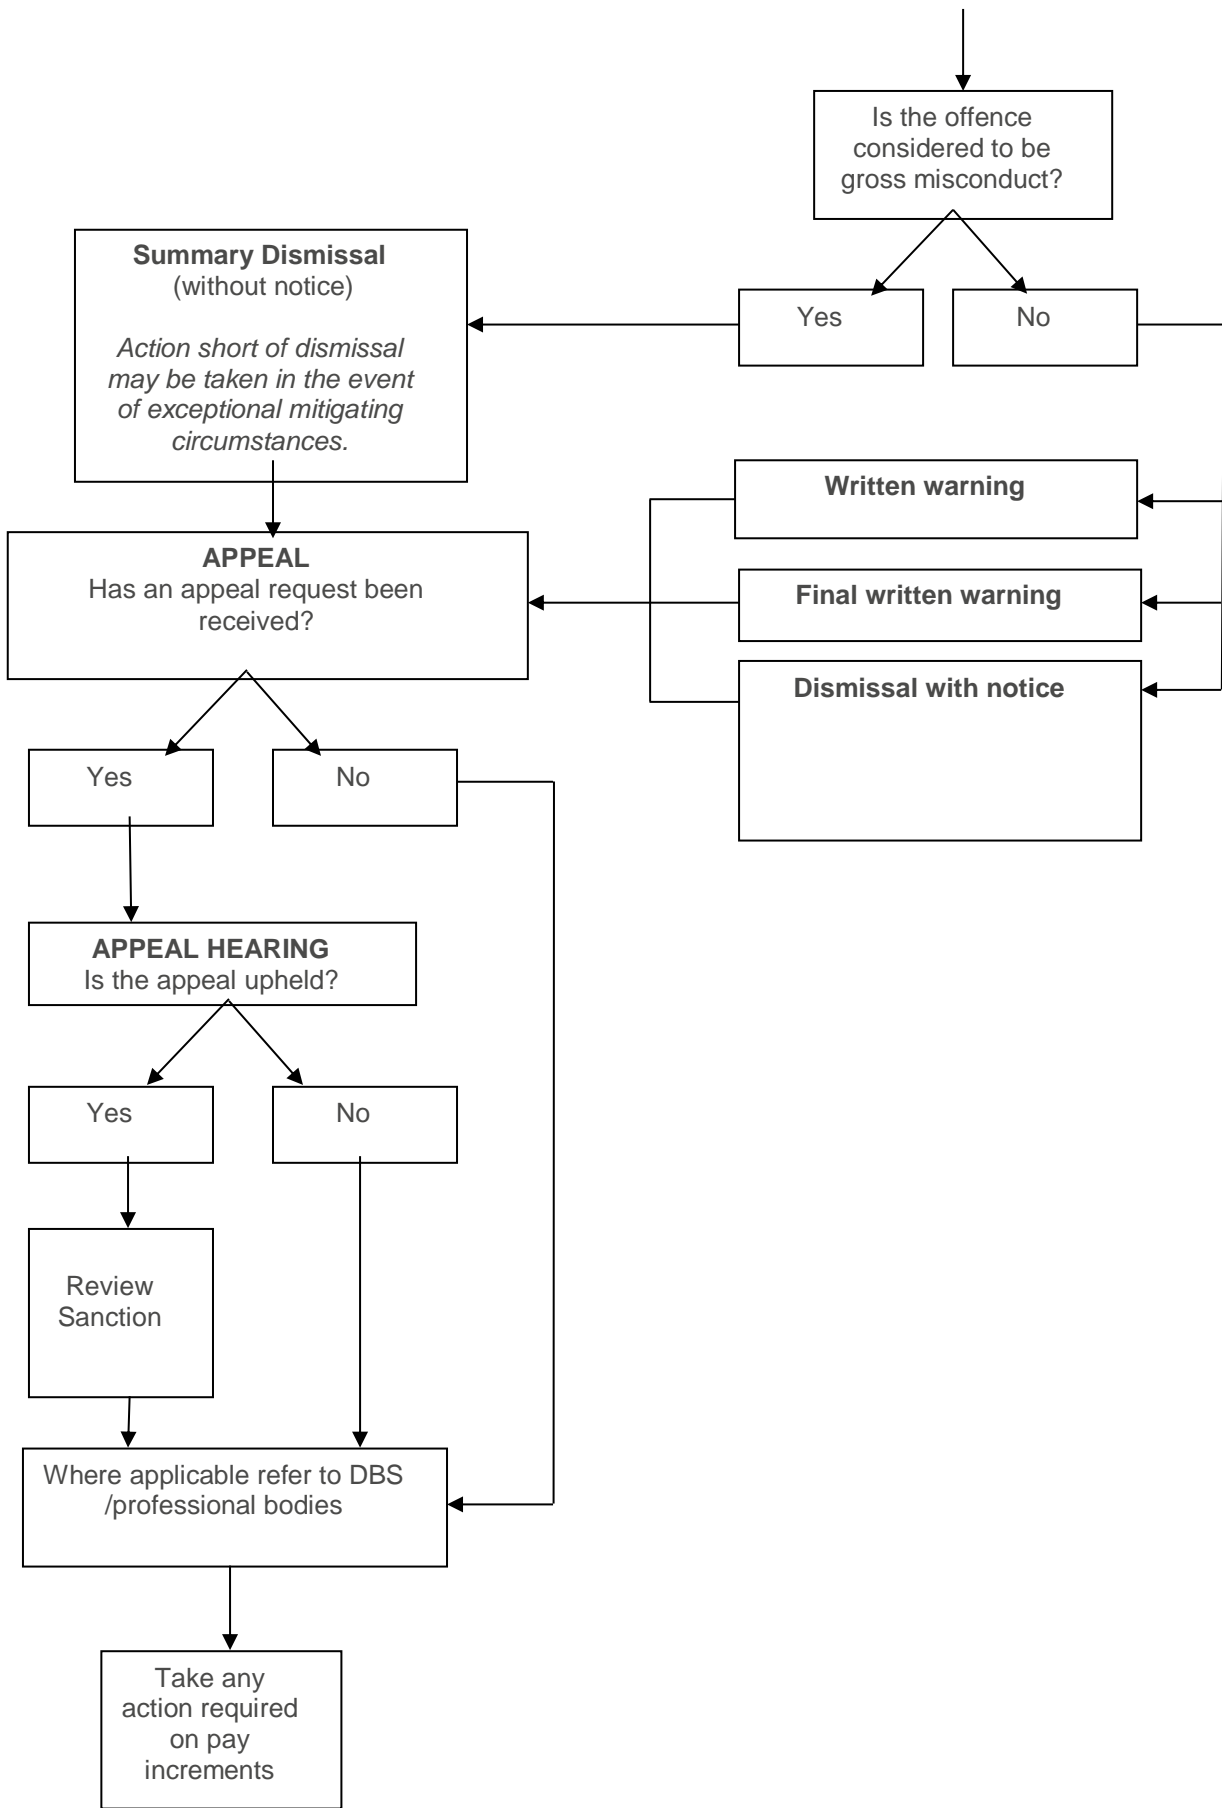 Is the offence
considered to be
gross misconduct?
Yes
No
Summary Dismissal
(without notice)
Action short of dismissal
may be taken in the event
of exceptional mitigating
circumstances.
Written warning
Final written warning
Dismissal with notice
APPEAL
Has an appeal request been
received?
Yes
No
APPEAL HEARING
Is the appeal upheld?
Yes
No
Review
Sanction
Where applicable refer to DBS
/professional bodies
Take any
action required
on pay
increments